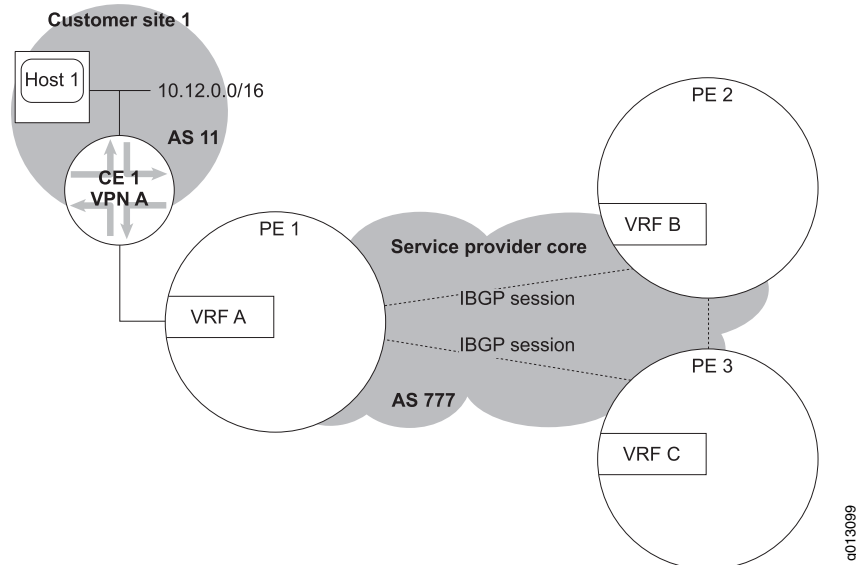 Customer site 1
Host 1
10.12.0.0/16
AS 11
CE 1
VPN A
PE 1
VRF A
Service provider core
IBGP session
IBGP session
AS 777
PE 2
VRF B
PE 3
VRF C
g013099